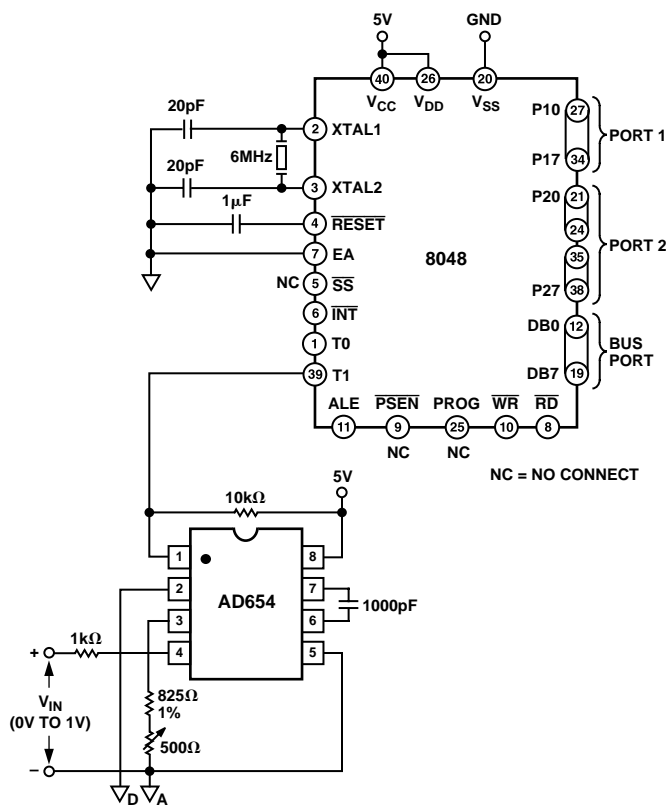 5V GND
40 26 20
VCC VDD VSS
20pF
2 XTAL1
6MHz
20pF
3 XTAL2
1μF
4 RESET
7 EA
NC 5 SS
6 INT
1 T0
39 T1
8048
P10 27
PORT 1
P17 34
P20 21
24
PORT 2
35
P27 38
DB0 12
BUS
PORT
DB7 19
ALE PSEN PROG WR RD
11 9 25 10 8
NC NC
NC = NO CONNECT
5V
10kΩ
1 8
2 7
AD654
1000pF
3 6
1kΩ
+ 4 5
VIN
(0V TO 1V)
825Ω
1%
500Ω
–
D A